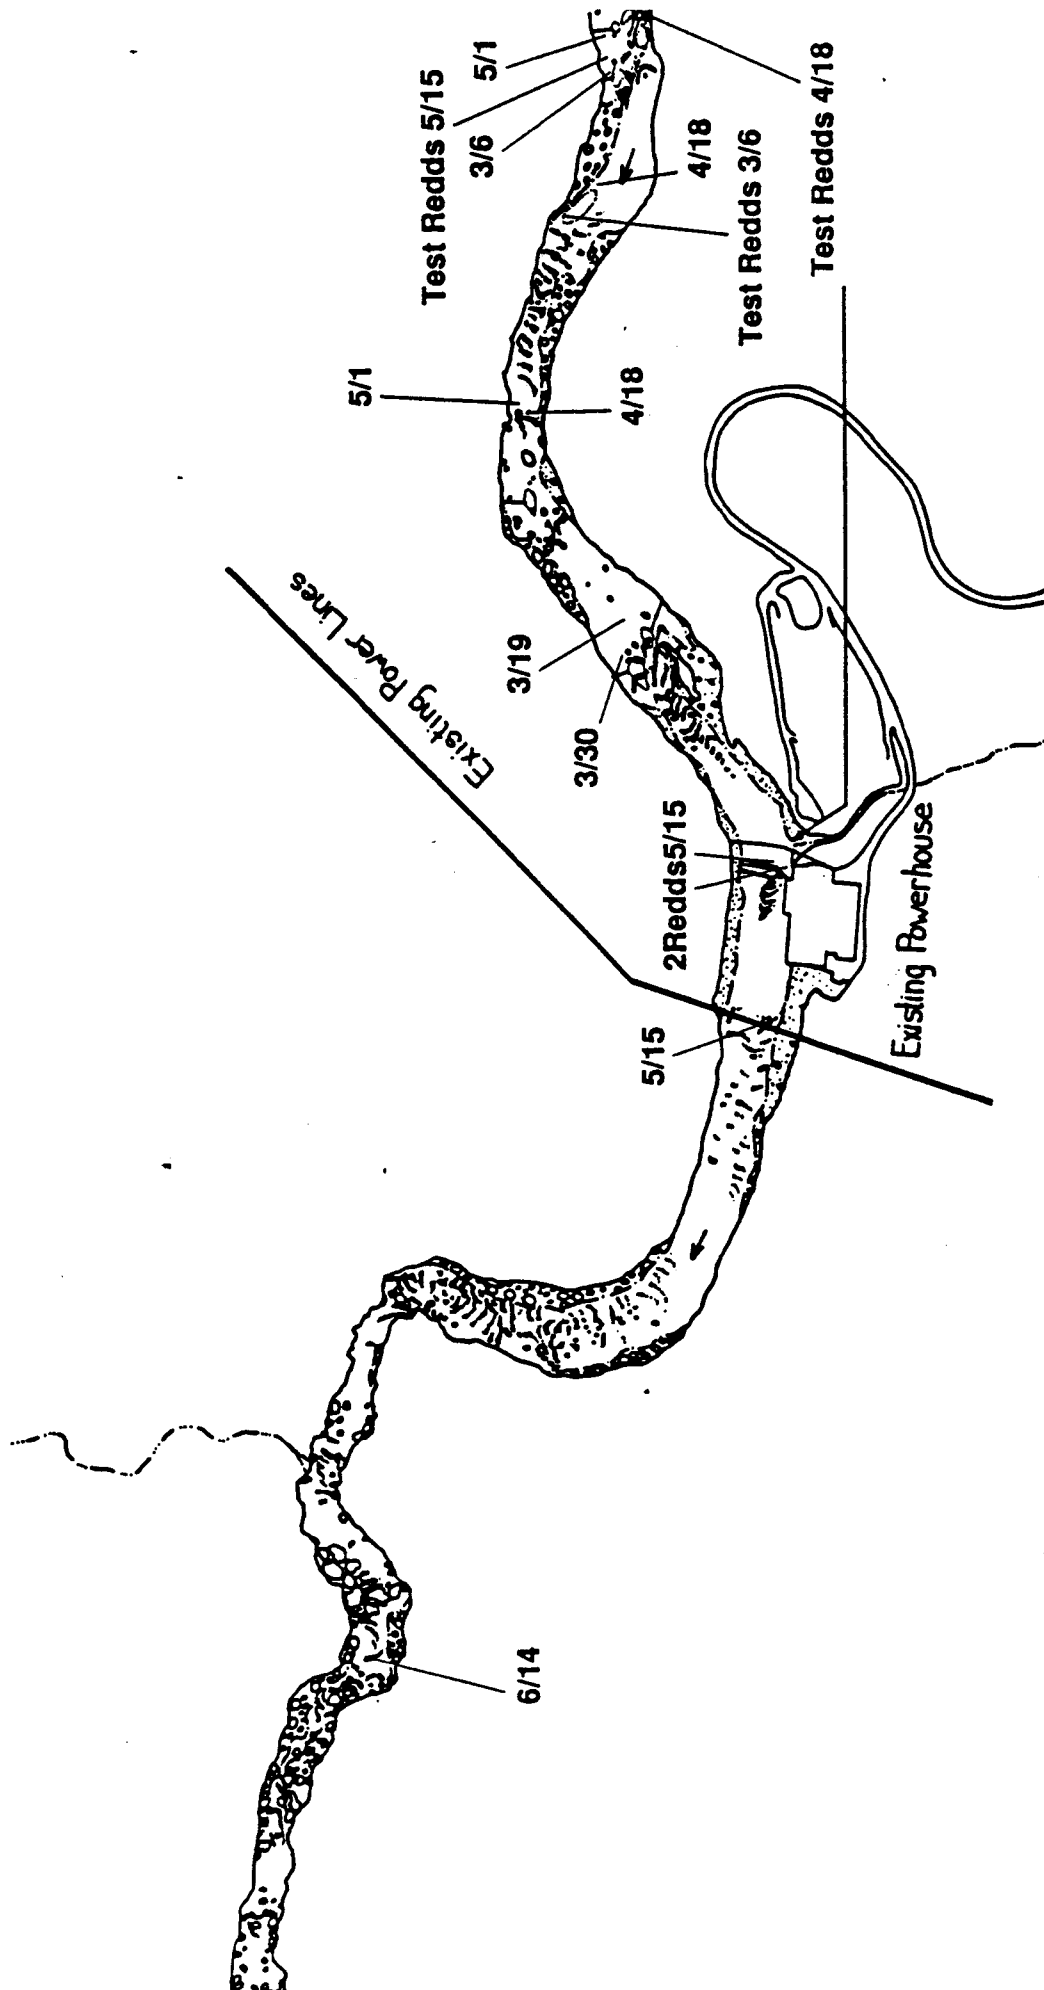 5/1
Test Redds 5/15
3/6
4/18
Test Redds 3/6
Test Redds 4/18
5/1
4/18
Existing Power Lines
3/19
3/30
2Redds5/15
Existing Powerhouse
5/15
6/14